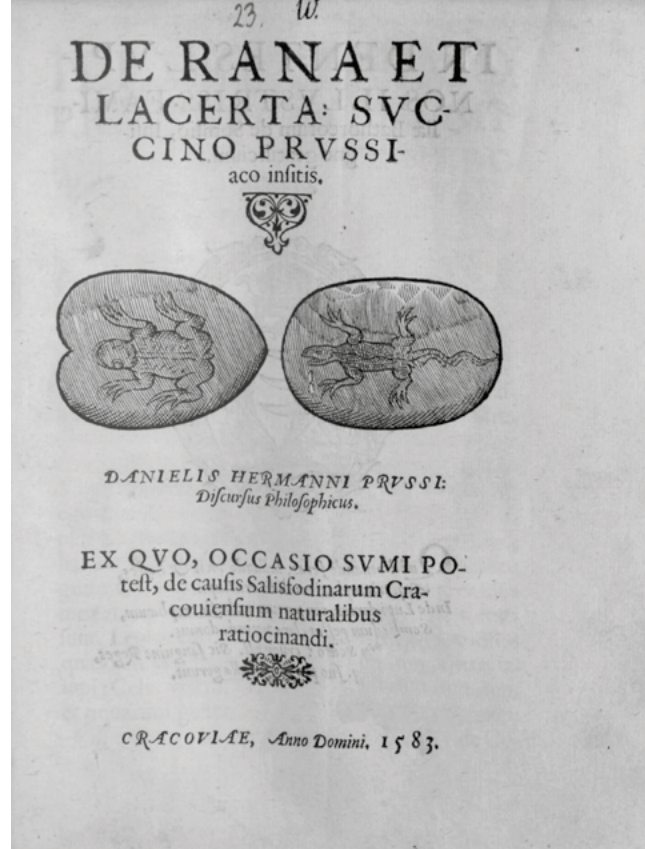 23. W.
DE RANA ET
LACERTA: SVC-
CINO PRVSSI-
aco inſitis.
DANIELIS HERMANNI PRVSSI:
Diſcurſus Philoſophicus.
EX QVO, OCCASIO SVMI PO-
teſt, de cauſis Salisfodinarum Cra-
couienſium naturalibus
ratiocinandi.
CRACOVIAE, Anno Domini. 1583.